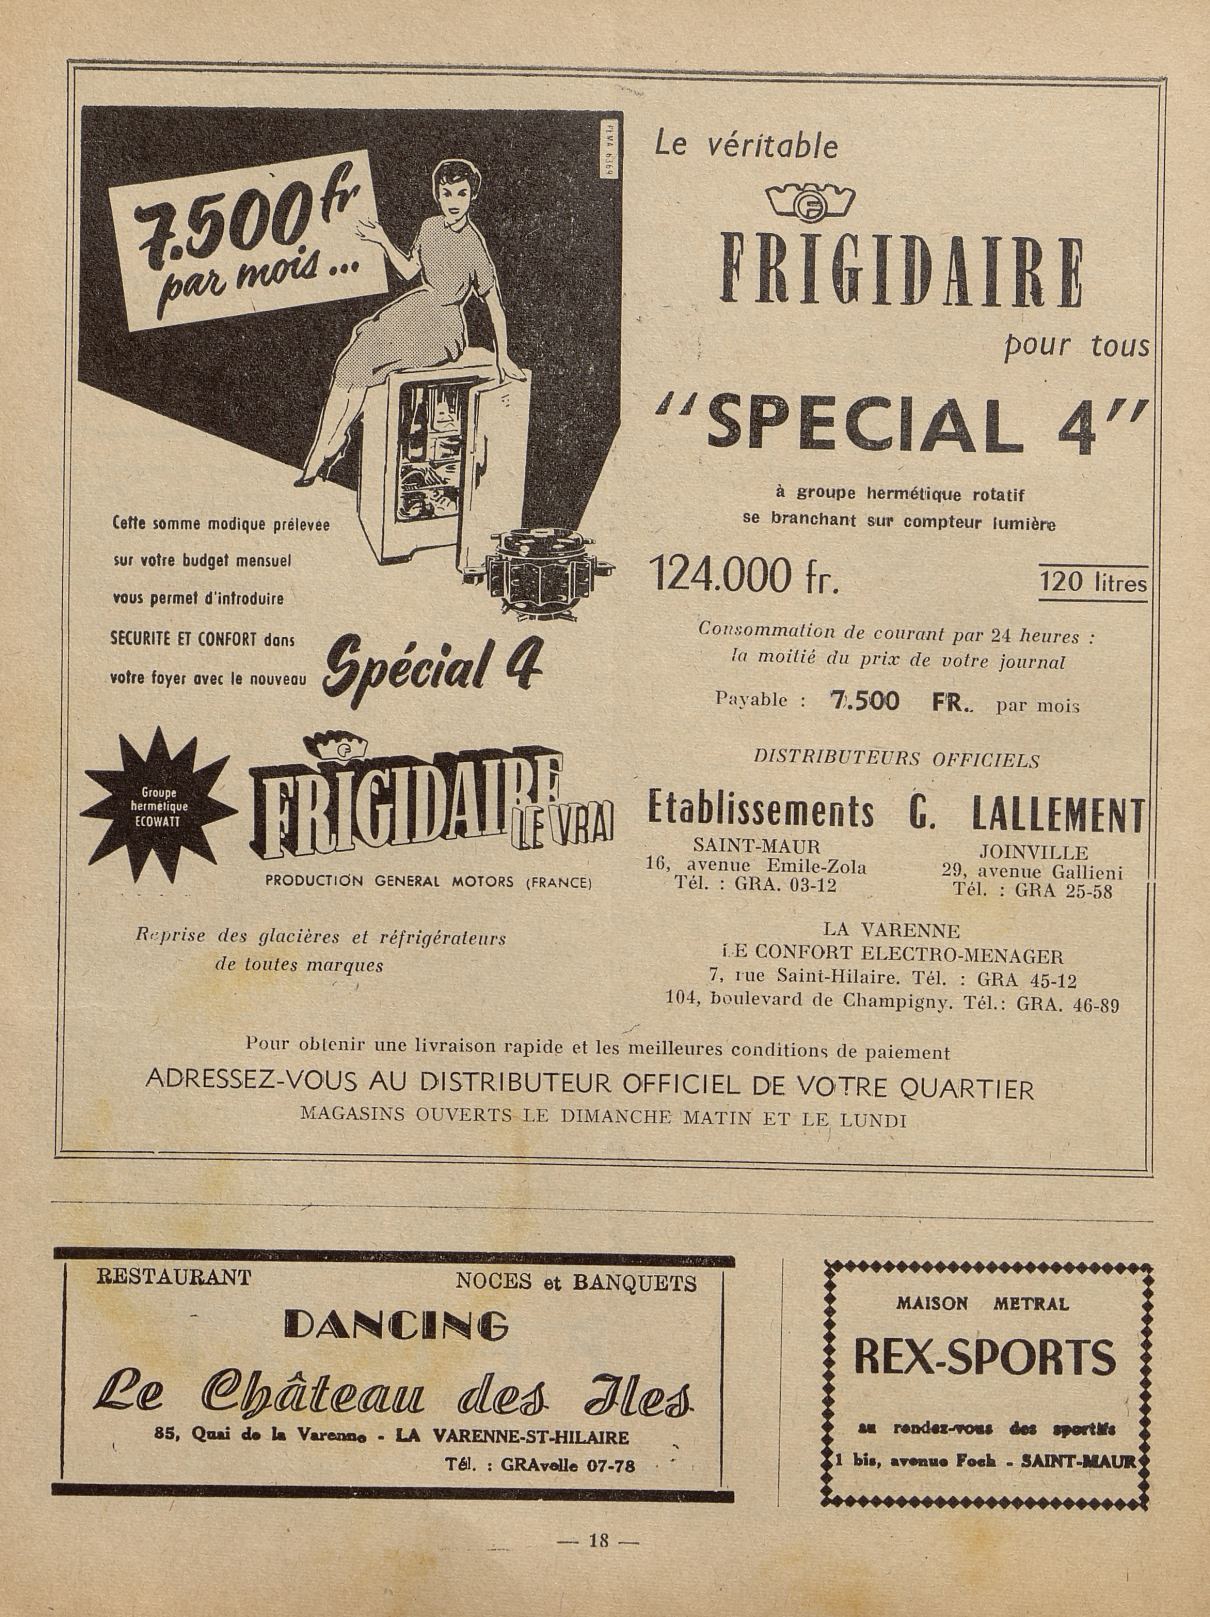 PEMA 6369
7.500 fr
par mois...
Cette somme modique prélevée
sur votre budget mensuel
vous permet d'introduire
SECURITE ET CONFORT dans
votre foyer avec le nouveau
Spécial 4
Groupe
hermétique
ECOWATT
FRIGIDAIRE
LE VRAI
PRODUCTION GENERAL MOTORS (FRANCE)
Reprise des glacières et réfrigérateurs
de toutes marques
Le véritable
F
FRIGIDAIRE
pour tous
"SPECIAL 4"
à groupe hermétique rotatif
se branchant sur compteur lumière
124.000 fr.
120 litres
Consommation de courant par 24 heures :
la moitié du prix de votre journal
Payable : 7.500 FR.. par mois
DISTRIBUTEURS OFFICIELS
Etablissements G. LALLEMENT
SAINT-MAUR
16, avenue Emile-Zola
Tél. : GRA. 03-12
JOINVILLE
29, avenue Gallieni
Tél. : GRA 25-58
LA VARENNE
LE CONFORT ELECTRO-MENAGER
7, rue Saint-Hilaire. Tél. : GRA 45-12
104, boulevard de Champigny. Tél.: GRA. 46-89
Pour obtenir une livraison rapide et les meilleures conditions de paiement
ADRESSEZ-VOUS AU DISTRIBUTEUR OFFICIEL DE VOTRE QUARTIER
MAGASINS OUVERTS LE DIMANCHE MATIN ET LE LUNDI
RESTAURANT NOCES et BANQUETS
DANCING
Le Château des Iles
85, Quai de la Varenne - LA VARENNE-ST-HILAIRE
Tél. : GRAvelle 07-78
MAISON METRAL
REX-SPORTS
au rendez-vous des sportifs
1 bis, avenue Foch - SAINT-MAUR
— 18 —